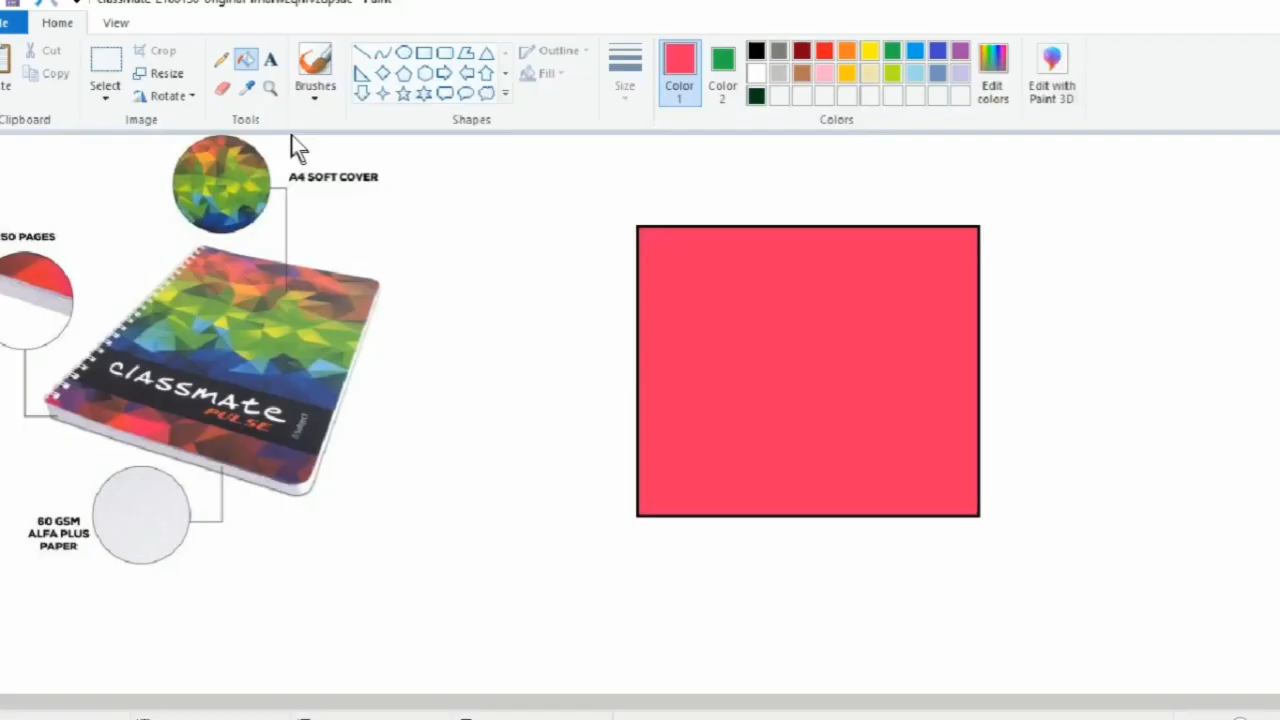 Home
View
Cut
Copy
Clipboard
Select
Crop
Resize
Rotate
Image
Tools
Brushes
Shapes
Outline
Fill
Size
Color
1
Color
2
Colors
Edit
colors
Edit with
Paint 3D
A4 SOFT COVER
PAGES
classmate
PULSE
60 GSM
ALFA PLUS
PAPER